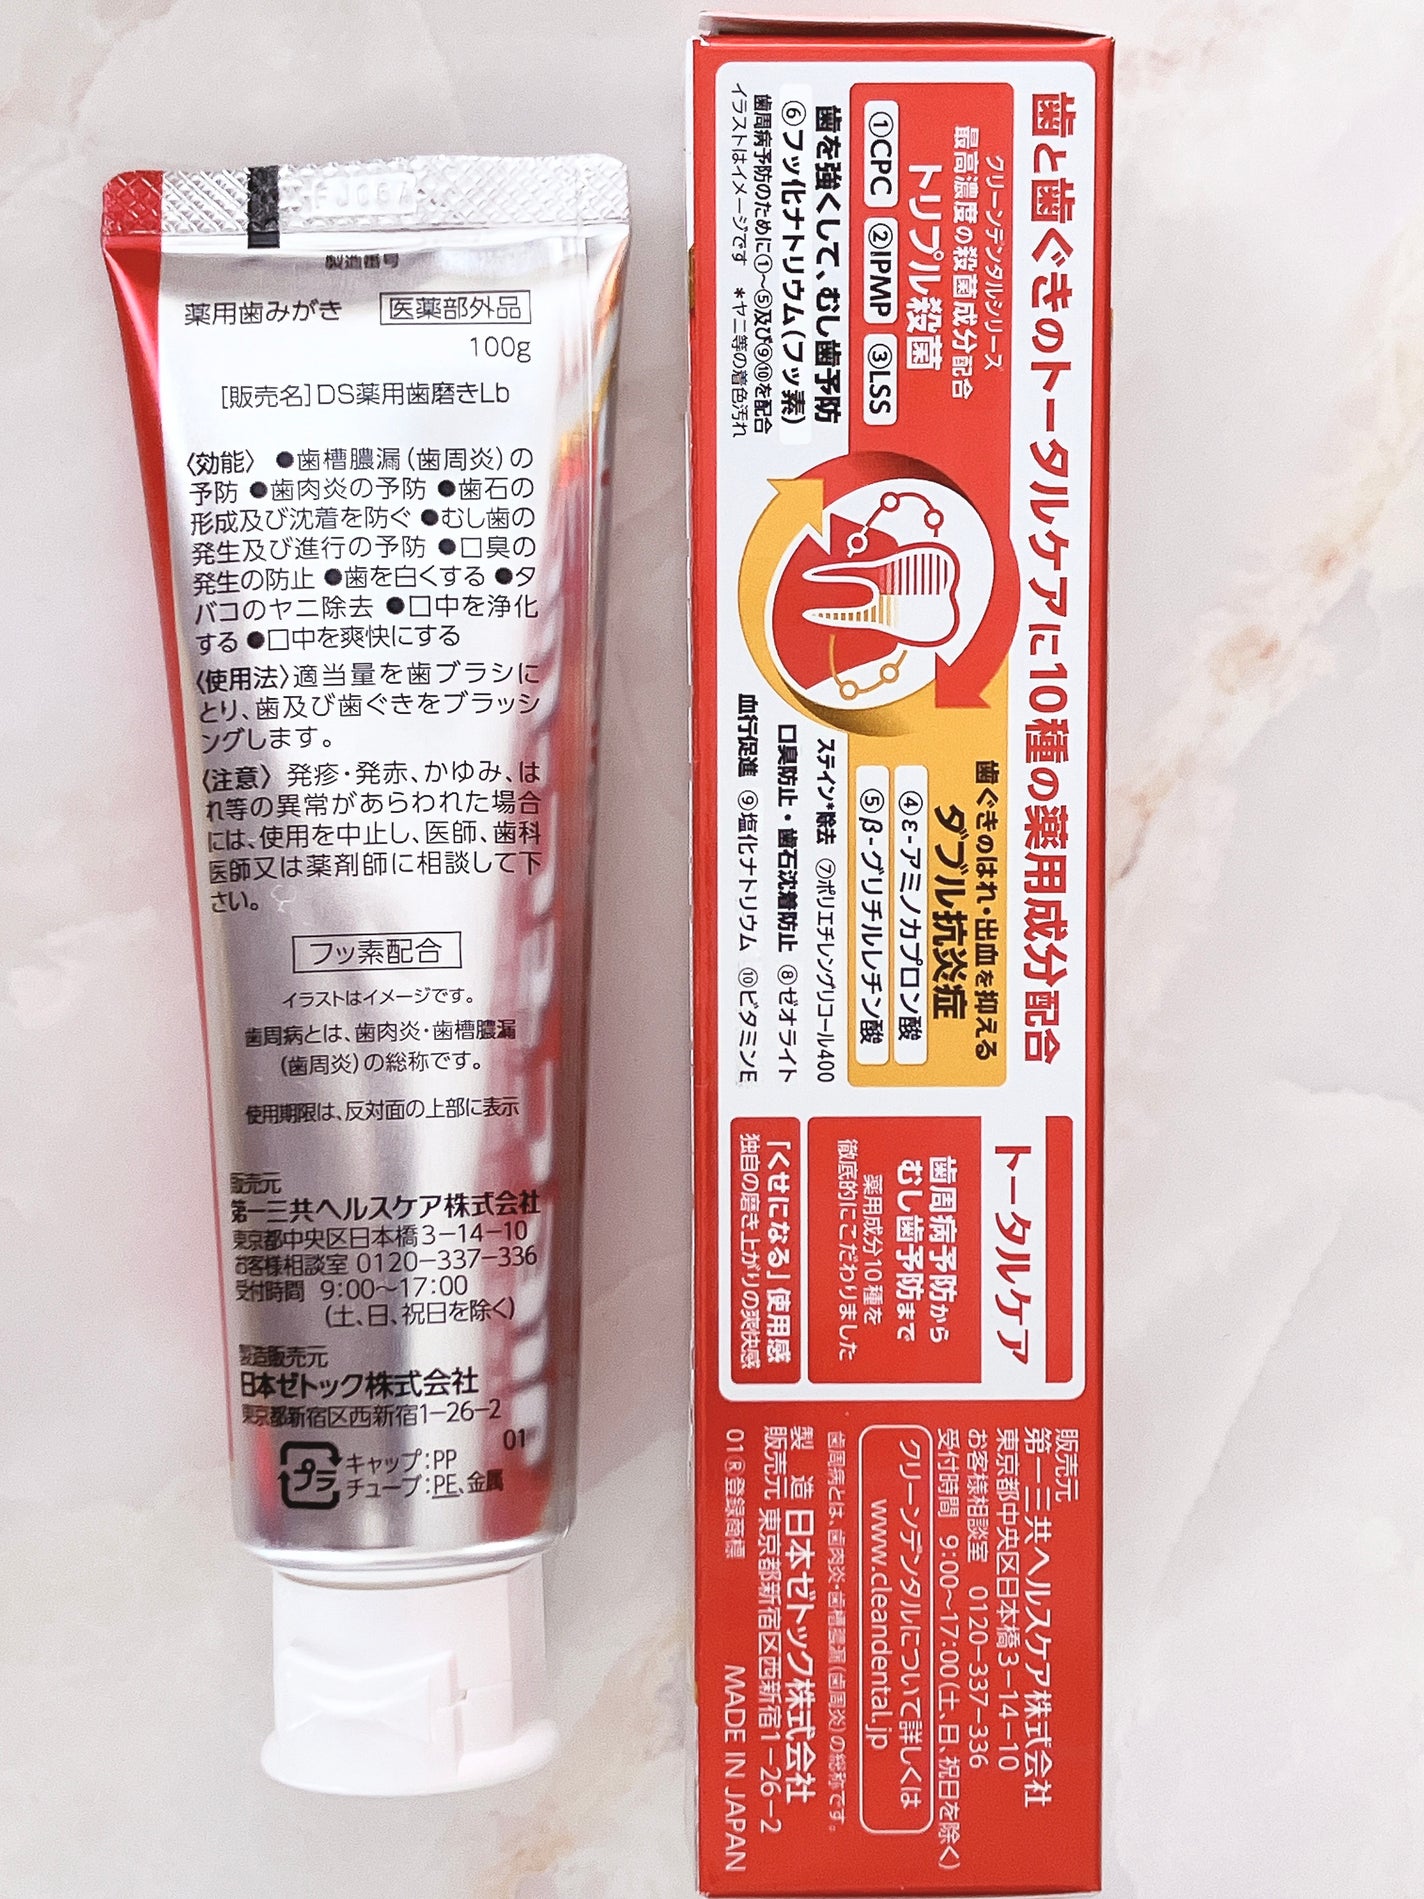 製造番号
薬用歯みがき 医薬部外品
100g
[販売名]DS薬用歯磨きLb
〈効能〉 ●歯槽膿漏(歯周炎)の
予防 ●歯肉炎の予防 ●歯石の
形成及び沈着を防ぐ ●むし歯の
発生及び進行の予防 ●口臭の
発生の防止 ●歯を白くする ●タ
バコのヤニ除去 ●口中を浄化
する ●口中を爽快にする
〈使用法〉適当量を歯ブラシに
とり、歯及び歯ぐきをブラッシ
ングします。
〈注意〉 発疹・発赤、かゆみ、は
れ等の異常があらわれた場合
には、使用を中止し、医師、歯科
医師又は薬剤師に相談して下
さい。
フッ素配合
イラストはイメージです。
歯周病とは、歯肉炎・歯槽膿漏
(歯周炎)の総称です。
使用期限は、反対面の上部に表示
販売元
第一三共ヘルスケア株式会社
東京都中央区日本橋3-14-10
お客様相談室 0120-337-336
受付時間 9:00~17:00
(土、日、祝日を除く)
製造販売元
日本ゼトック株式会社
東京都新宿区西新宿1-26-2
01
プラ
キャップ:PP
チューブ:PE、金属
歯と歯ぐきのトータルケアに10種の薬用成分配合
クリーンデンタルシリーズ
最高濃度の殺菌成分配合
トリプル殺菌
①CPC ②IPMP ③LSS
歯を強くして、むし歯予防
⑥フッ化ナトリウム(フッ素)
歯周病予防のために①~⑤及び⑨⑩を配合
イラストはイメージです *ヤニ等の着色汚れ
歯ぐきのはれ・出血を抑える
ダブル抗炎症
④ε-アミノカプロン酸
⑤β-グリチルレチン酸
ステイン*除去 ⑦ポリエチレングリコール400
口臭防止・歯石沈着防止 ⑧ゼオライト
血行促進 ⑨塩化ナトリウム ⑩ビタミンE
トータルケア
歯周病予防から
むし歯予防まで
薬用成分10種を
徹底的にこだわりました
「くせになる」使用感
独自の磨き上がりの爽快感
販売元
第一三共ヘルスケア株式会社
東京都中央区日本橋3-14-10
お客様相談室 0120-337-336
受付時間 9:00~17:00(土、日、祝日を除く)
クリーンデンタルについて詳しくは
www.cleandental.jp
歯周病とは、歯肉炎・歯槽膿漏(歯周炎)の総称です。
製 造 日本ゼトック株式会社
販売元 東京都新宿区西新宿1-26-2
01 ®登録商標 MADE IN JAPAN